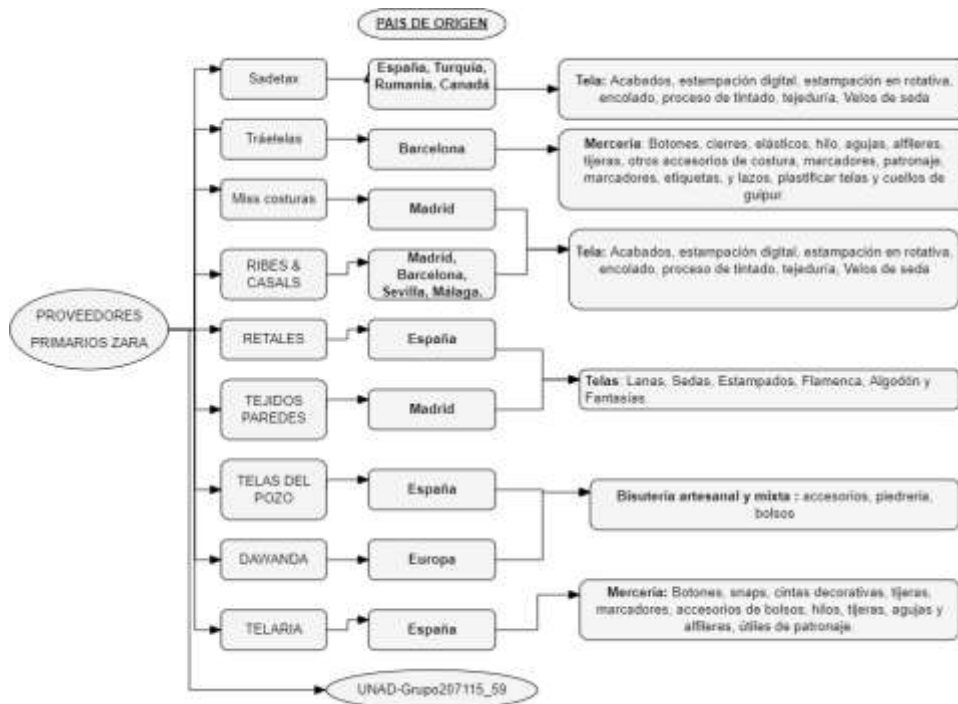 PAIS DE ORIGEN
Sadetax
España, Turquía,
Rumania, Canadá
Tela: Acabados, estampación digital, estampación en rotativa,
encolado, proceso de tintado, tejeduría, Velos de seda
Tráetelas
Barcelona
Mercería: Botones, cierres, elásticos, hilo, agujas, alfileres,
tijeras, otros accesorios de costura, marcadores, patronaje,
marcadores, etiquetas, y lazos, plastificar telas y cuellos de
guipur
Miss costuras
Madrid
RIBES &
CASALS
Madrid,
Barcelona,
Sevilla, Málaga.
Tela: Acabados, estampación digital, estampación en rotativa,
encolado, proceso de tintado, tejeduría, Velos de seda
PROVEEDORES
PRIMARIOS ZARA
RETALES
España
TEJIDOS
PAREDES
Madrid
Telas: Lanas, Sedas, Estampados, Flamenca, Algodón y
Fantasías
TELAS DEL
POZO
España
DAWANDA
Europa
Bisutería artesanal y mixta : accesorios, piedrería,
bolsos
TELARIA
España
Mercería: Botones, snaps, cintas decorativas, tijeras,
marcadores, accesorios de bolsos, hilos, tijeras, agujas y
alfileres, útiles de patronaje
UNAD-Grupo207115_59